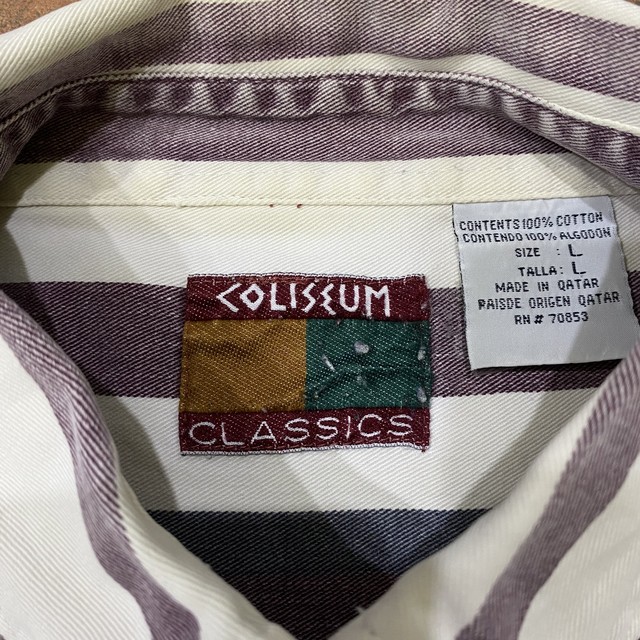 COLISEUM
CLASSICS
CONTENTS 100% COTTON
CONTENDO 100% ALGODON
SIZE : L
TALLA: L
MADE IN QATAR
PAISDE ORIGEN QATAR
RN# 70853